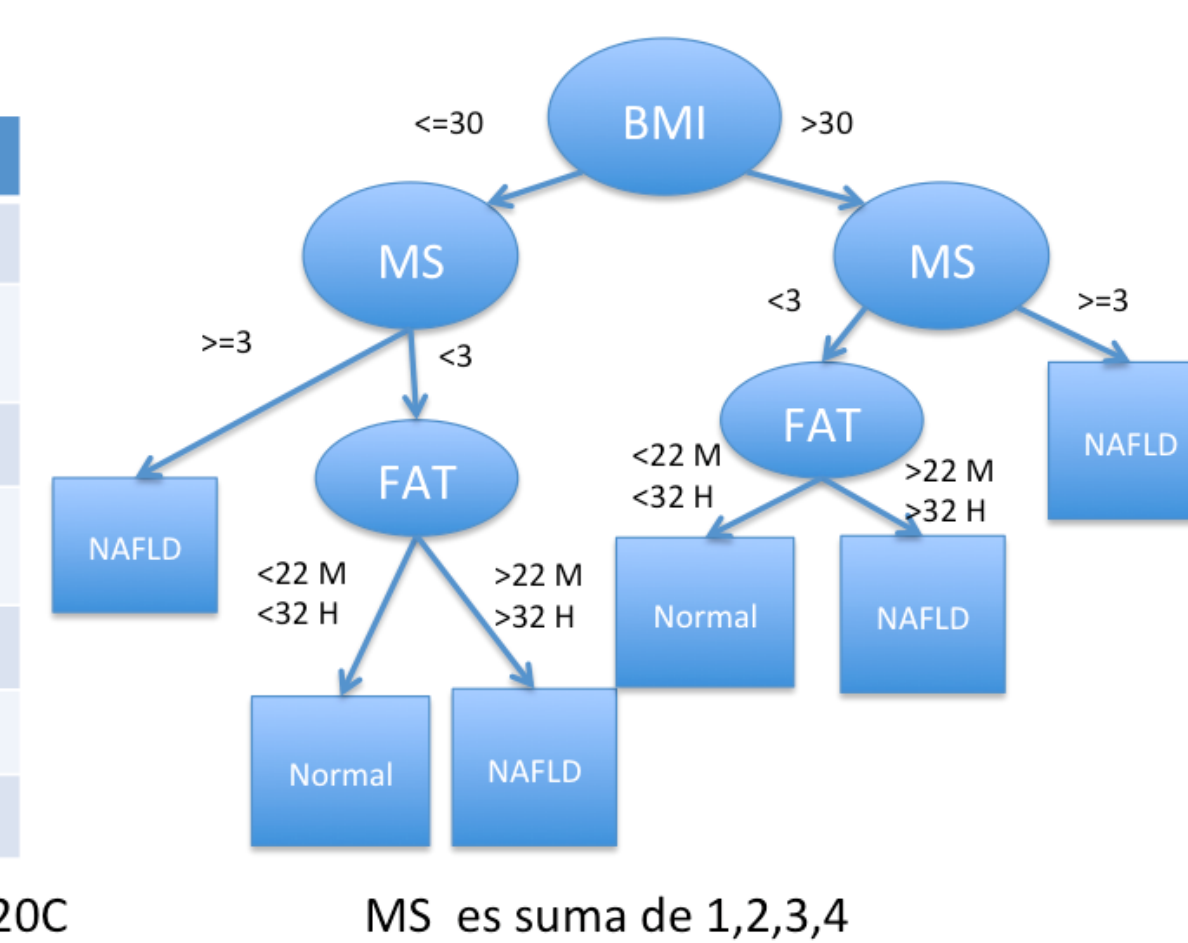 BMI
<=30
>30
MS
MS
<3
>=3
>=3
<3
FAT
FAT
NAFLD
<22 M
<32 H
>22 M
>32 H
NAFLD
<22 M
<32 H
>22 M
>32 H
Normal
NAFLD
Normal
NAFLD
20C
MS es suma de 1,2,3,4